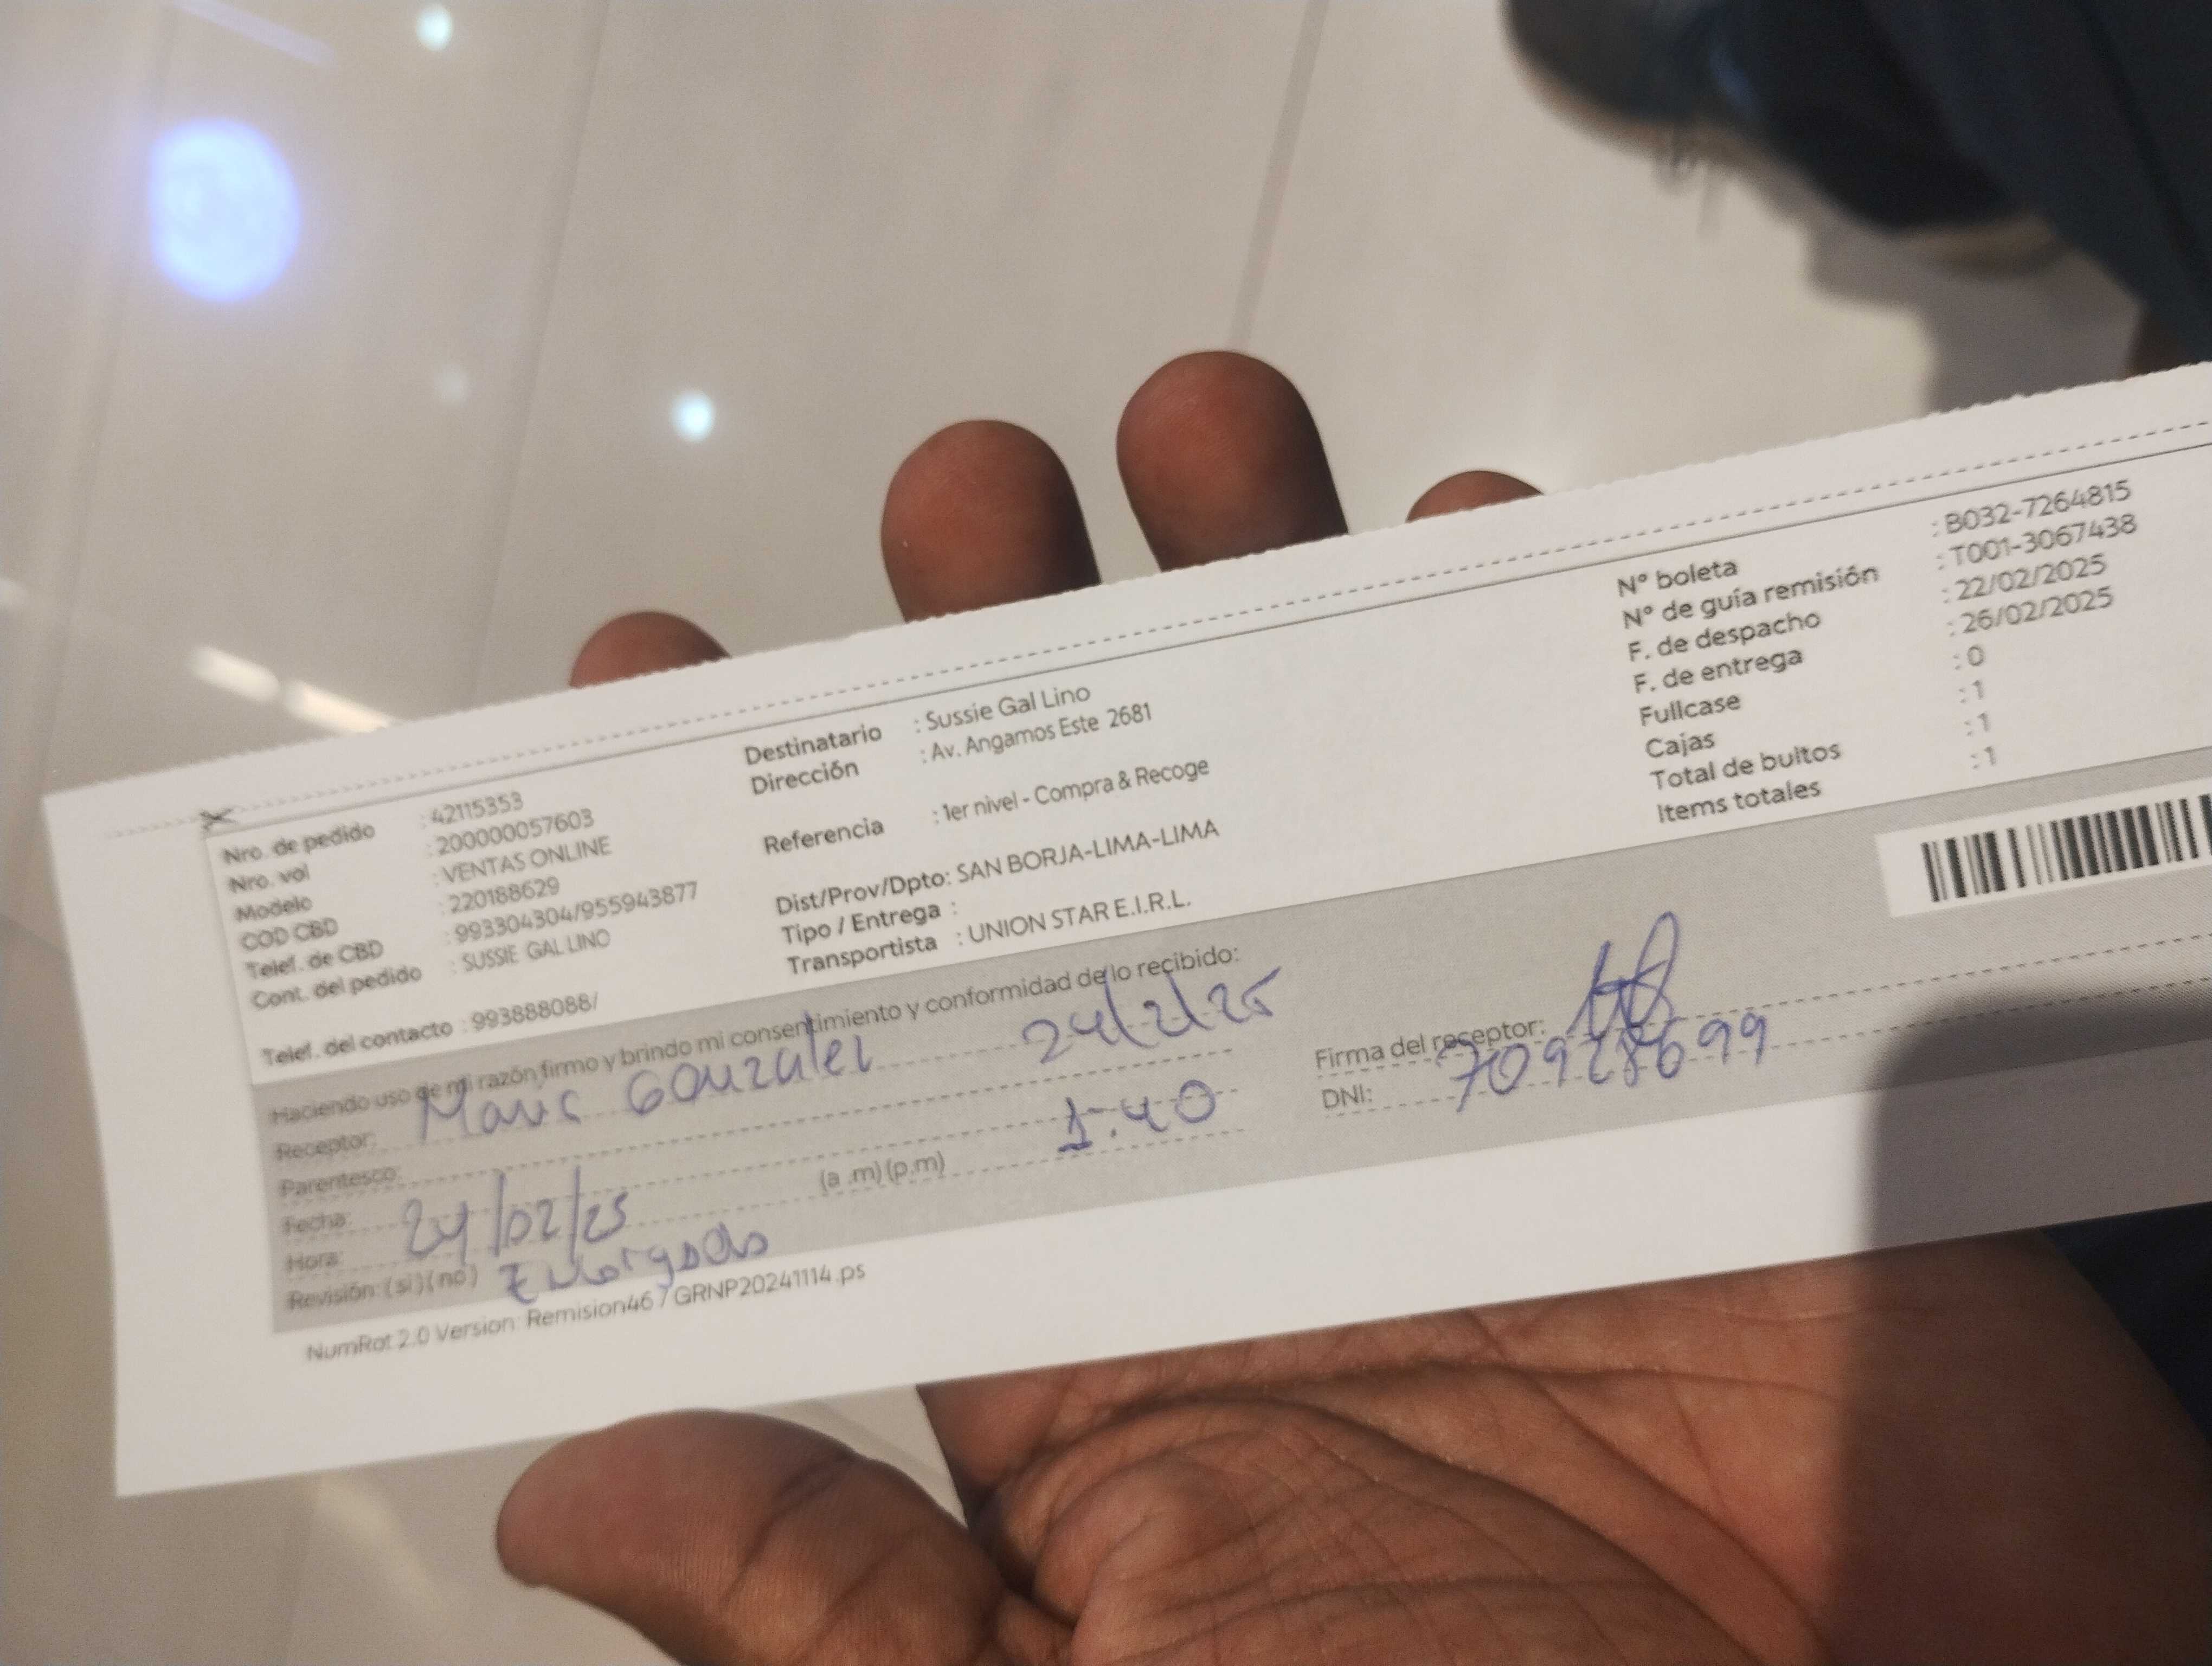 Nro. de pedido : 42115353
Nro. vol : 200000057603
Modelo : VENTAS ONLINE
COD CBD : 220188629
Telef. de CBD : 993304304/955943877
Cont. del pedido : SUSSIE GAL LINO
Telef. del contacto : 993888088/
Destinatario : Sussie Gal Lino
Dirección : Av. Angamos Este 2681
Referencia : 1er nivel - Compra & Recoge
Dist/Prov/Dpto: SAN BORJA-LIMA-LIMA
Tipo / Entrega :
Transportista : UNION STAR E.I.R.L.
N° boleta : B032-7264815
N° de guía remisión : T001-3067438
F. de despacho : 22/02/2025
F. de entrega : 26/02/2025
Fullcase : 0
Cajas : 1
Total de bultos : 1
Items totales : 1
Haciendo uso de mi razón firmo y brindo mi consentimiento y conformidad de lo recibido:
Receptor: Gonzalez 24/2/25
Parentesco:
Fecha: 24/02/25
Hora: (a .m) (p.m) 1:40
Revisión: (si) (no) Encargado
Firma del receptor:
DNI: 70928699
NumRot 2.0 Version: Remision46 / GRNP20241114.ps